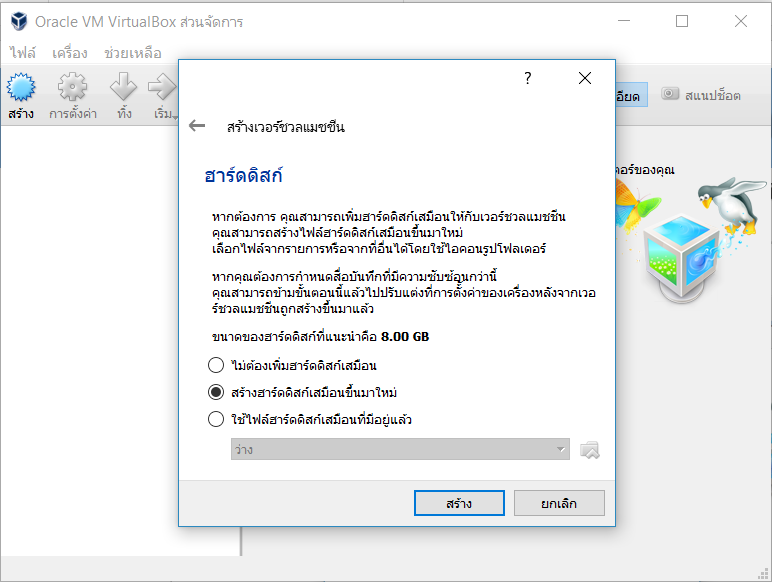 Oracle VM VirtualBox ส่วนจัดการ
ไฟล์ เครื่อง ช่วยเหลือ
สร้าง การตั้งค่า ทิ้ง เริ่ม
สแนปช็อต
?
สร้างเวอร์ชวลแมชชีน
ฮาร์ดดิสก์
หากต้องการ คุณสามารถเพิ่มฮาร์ดดิสก์เสมือนให้กับเวอร์ชวลแมชชีน
คุณสามารถสร้างไฟล์ฮาร์ดดิสก์เสมือนขึ้นมาใหม่
เลือกไฟล์จากรายการหรือจากที่อื่นได้โดยใช้ไอคอนรูปโฟลเดอร์
หากคุณต้องการกำหนดสื่อบันทึกที่มีความซับซ้อนกว่านี้
คุณสามารถข้ามขั้นตอนนี้แล้วไปปรับแต่งที่การตั้งค่าของเครื่องหลังจากเวอ
ร์ชวลแมชชีนถูกสร้างขึ้นมาแล้ว
ขนาดของฮาร์ดดิสก์ที่แนะนำคือ 8.00 GB
ไม่ต้องเพิ่มฮาร์ดดิสก์เสมือน
สร้างฮาร์ดดิสก์เสมือนขึ้นมาใหม่
ใช้ไฟล์ฮาร์ดดิสก์เสมือนที่มีอยู่แล้ว
ว่าง
สร้าง ยกเลิก